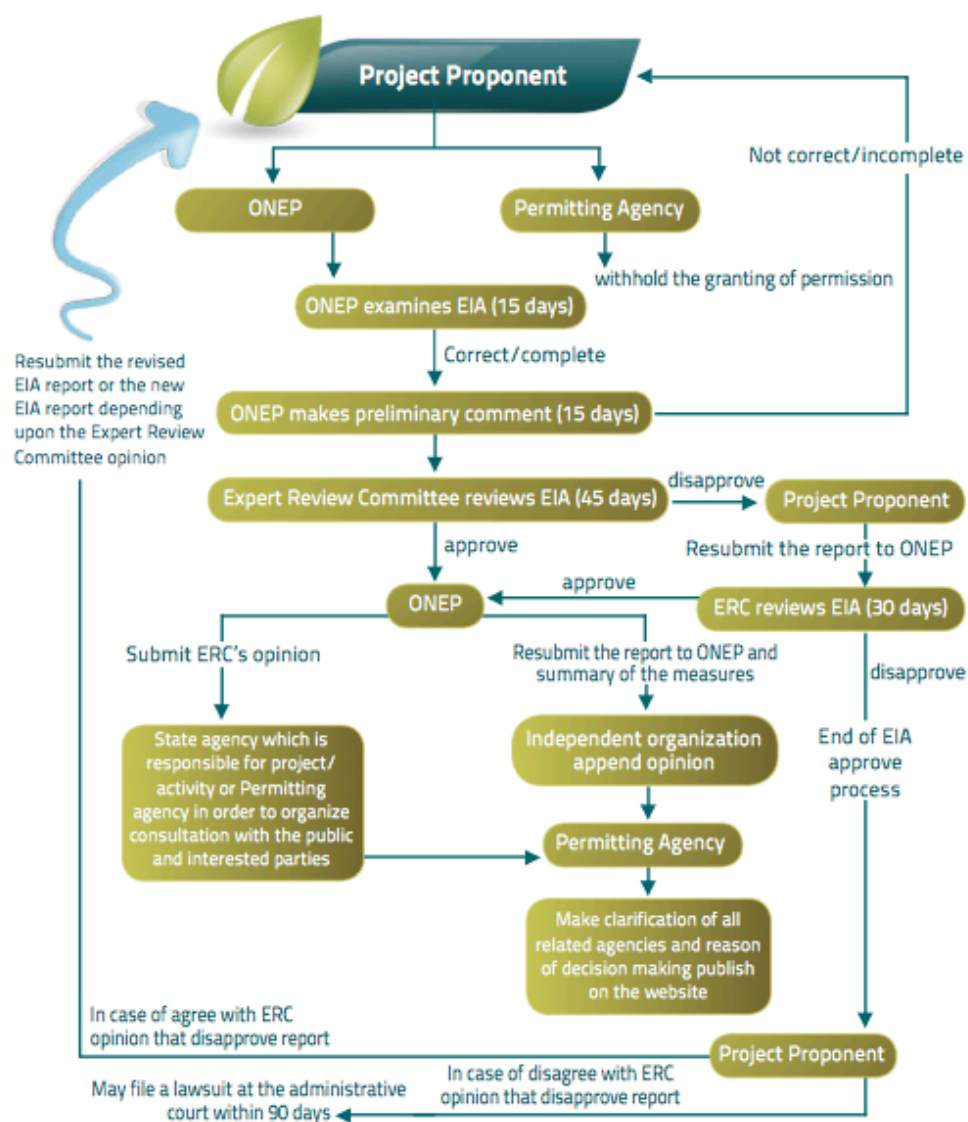 Project Proponent
Not correct/incomplete
ONEP
Permitting Agency
withhold the granting of permission
ONEP examines EIA (15 days)
Correct/complete
Resubmit the revised
EIA report or the new
EIA report depending
upon the Expert Review
Committee opinion
ONEP makes preliminary comment (15 days)
Expert Review Committee reviews EIA (45 days)
disapprove
Project Proponent
approve
Resubmit the report to ONEP
approve
ONEP
ERC reviews EIA (30 days)
Submit ERC's opinion
Resubmit the report to ONEP and
summary of the measures
disapprove
State agency which is
responsible for project/
activity or Permitting
agency in order to organize
consultation with the public
and interested parties
Independent organization
append opinion
End of EIA
approve
process
Permitting Agency
Make clarification of all
related agencies and reason
of decision making publish
on the website
In case of agree with ERC
opinion that disapprove report
Project Proponent
In case of disagree with ERC
opinion that disapprove report
May file a lawsuit at the administrative
court within 90 days